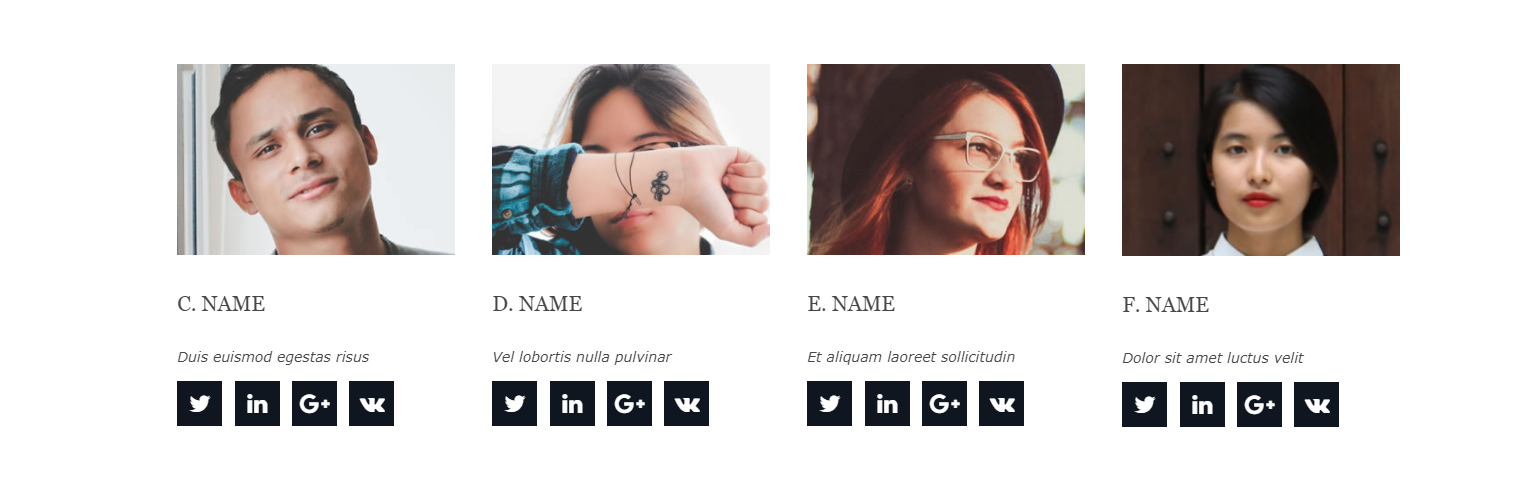 C. NAME
Duis euismod egestas risus
in
G+
D. NAME
Vel lobortis nulla pulvinar
in
G+
E. NAME
Et aliquam laoreet sollicitudin
in
G+
F. NAME
Dolor sit amet luctus velit
in
G+